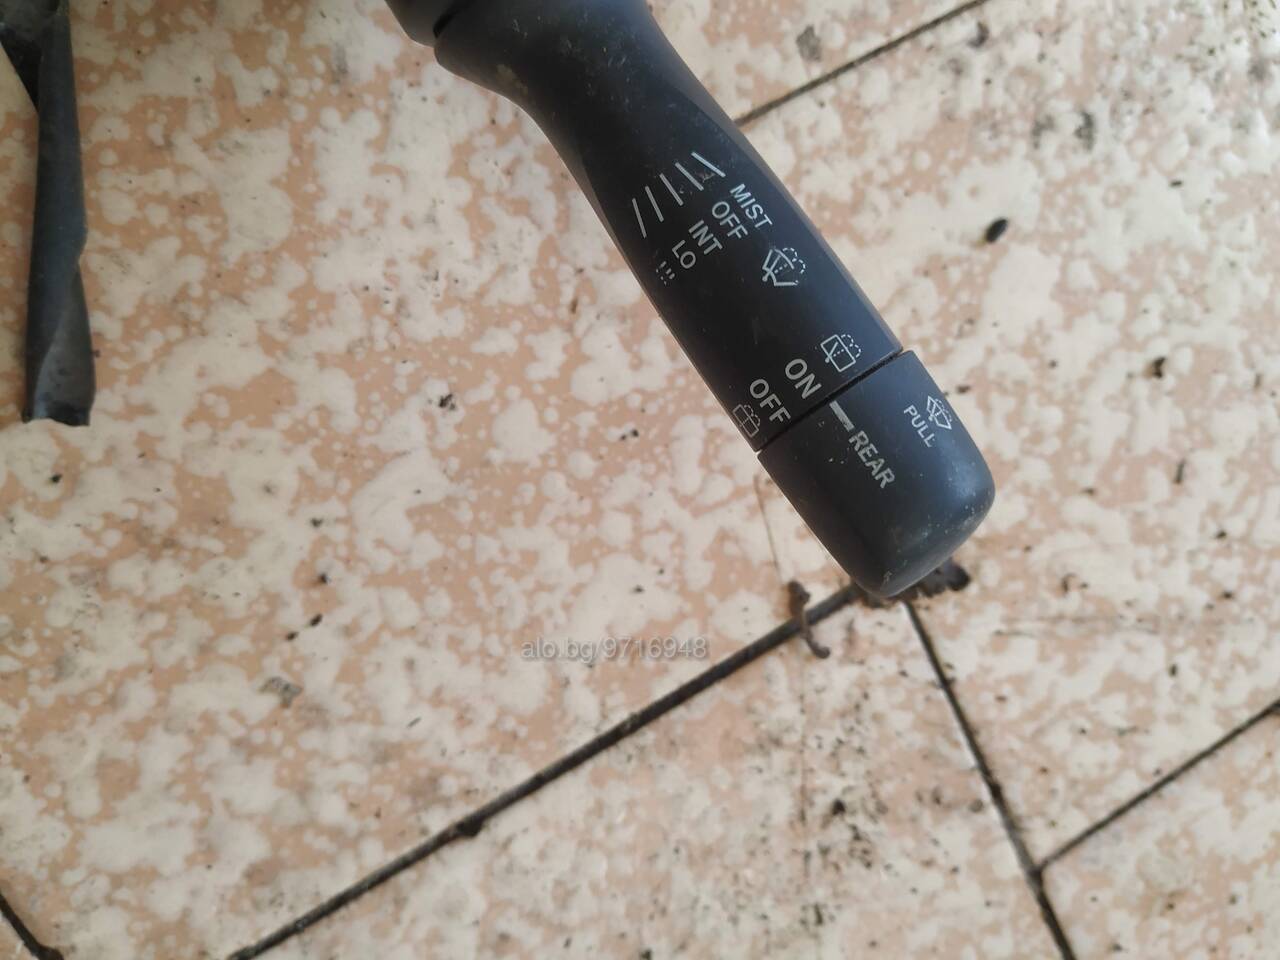 MIST
OFF
INT
LO
ON
OFF
REAR
PULL
alo.bg/9716948